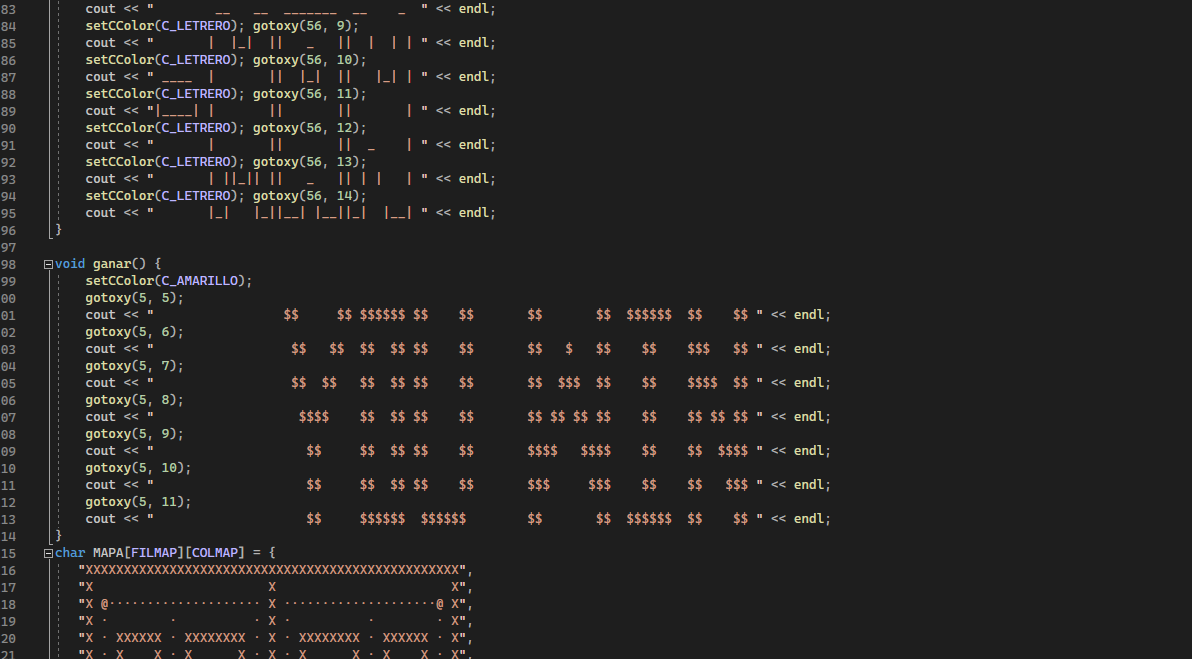 83 cout << "        __   __  _______  __    _  " << endl;
84 setCColor(C_LETRERO); gotoxy(56, 9);
85 cout << "       |  |_|  ||   _   ||  |  | | " << endl;
86 setCColor(C_LETRERO); gotoxy(56, 10);
87 cout << " ____  |       ||  |_|  ||   |_| | " << endl;
88 setCColor(C_LETRERO); gotoxy(56, 11);
89 cout << "|____| |       ||       ||       | " << endl;
90 setCColor(C_LETRERO); gotoxy(56, 12);
91 cout << "       |       ||       ||  _    | " << endl;
92 setCColor(C_LETRERO); gotoxy(56, 13);
93 cout << "       | ||_|| ||   _   || | |   | " << endl;
94 setCColor(C_LETRERO); gotoxy(56, 14);
95 cout << "       |_|   |_||__| |__||_|  |__| " << endl;
96 }
97
98 void ganar() {
99 setCColor(C_AMARILLO);
00 gotoxy(5, 5);
01 cout << "                 $$     $$ $$$$$$ $$    $$       $$       $$  $$$$$$  $$    $$ " << endl;
02 gotoxy(5, 6);
03 cout << "                  $$   $$  $$  $$ $$    $$       $$   $   $$    $$    $$$   $$ " << endl;
04 gotoxy(5, 7);
05 cout << "                  $$  $$   $$  $$ $$    $$       $$  $$$  $$    $$    $$$$  $$ " << endl;
06 gotoxy(5, 8);
07 cout << "                   $$$$    $$  $$ $$    $$       $$ $$ $$ $$    $$    $$ $$ $$ " << endl;
08 gotoxy(5, 9);
09 cout << "                    $$     $$  $$ $$    $$       $$$$   $$$$    $$    $$  $$$$ " << endl;
10 gotoxy(5, 10);
11 cout << "                    $$     $$  $$ $$    $$       $$$     $$$    $$    $$   $$$ " << endl;
12 gotoxy(5, 11);
13 cout << "                    $$     $$$$$$  $$$$$$        $$       $$  $$$$$$  $$    $$ " << endl;
14 }
15 char MAPA[FILMAP][COLMAP] = {
16 "XXXXXXXXXXXXXXXXXXXXXXXXXXXXXXXXXXXXXXXXXXXXXXXXX",
17 "X                       X                       X",
18 "X @···················· X ····················@ X",
19 "X ·        ·          · X ·          ·        · X",
20 "X · XXXXXX · XXXXXXXX · X · XXXXXXXX · XXXXXX · X",
21 "X · X    X · X      X · X · X      X · X    X · X",